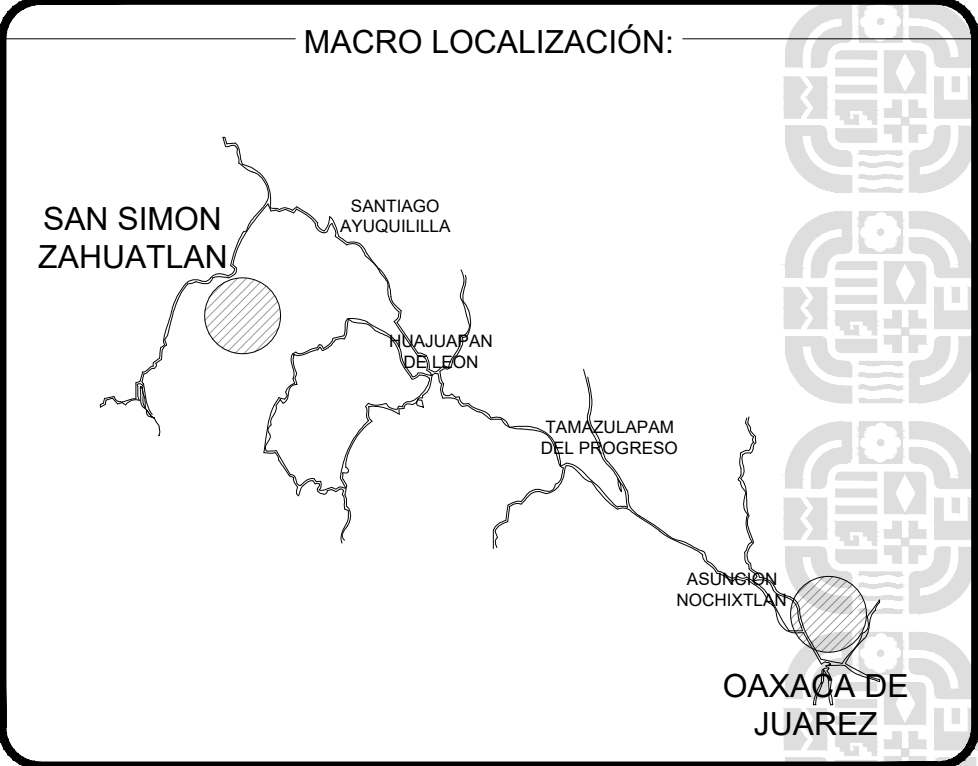 MACRO LOCALIZACIÓN:
SANTIAGO
AYUQUILILLA
SAN SIMON
ZAHUATLAN
HUAJUAPAN
DE LEON
TAMAZULAPAM
DEL PROGRESO
ASUNCION
NOCHIXTLAN
OAXACA DE
JUAREZ